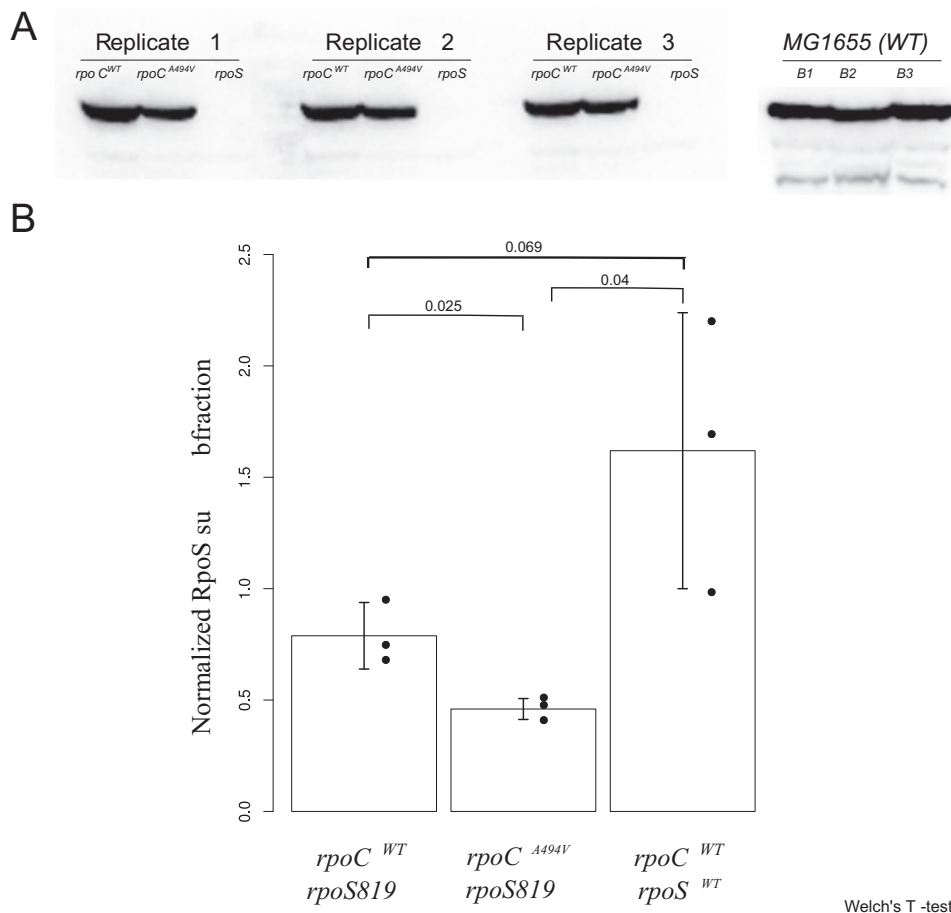 A
Replicate 1 Replicate 2 Replicate 3 MG1655 (WT)
rpo C WT rpoC A494V rpoS rpoC WT rpoC A494V rpoS rpoC WT rpoC A494V rpoS B1 B2 B3
B
0.069
0.04
0.025
2.5
2.0
1.5
1.0
0.5
0.0
Normalized RpoS su bfraction
rpoC WT rpoC A494V rpoC WT
rpoS819 rpoS819 rpoS WT
Welch's T -test